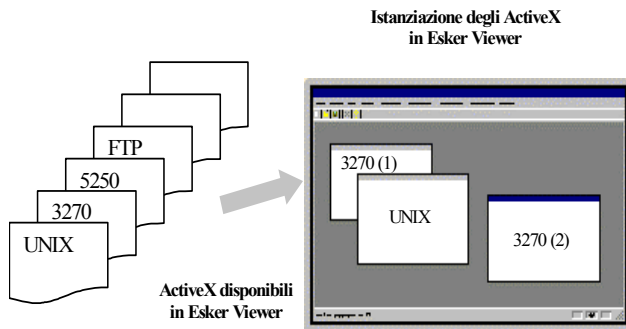 Istanziazione degli ActiveX
in Esker Viewer
FTP
5250
3270
UNIX
ActiveX disponibili
in Esker Viewer
3270 (1)
UNIX
3270 (2)